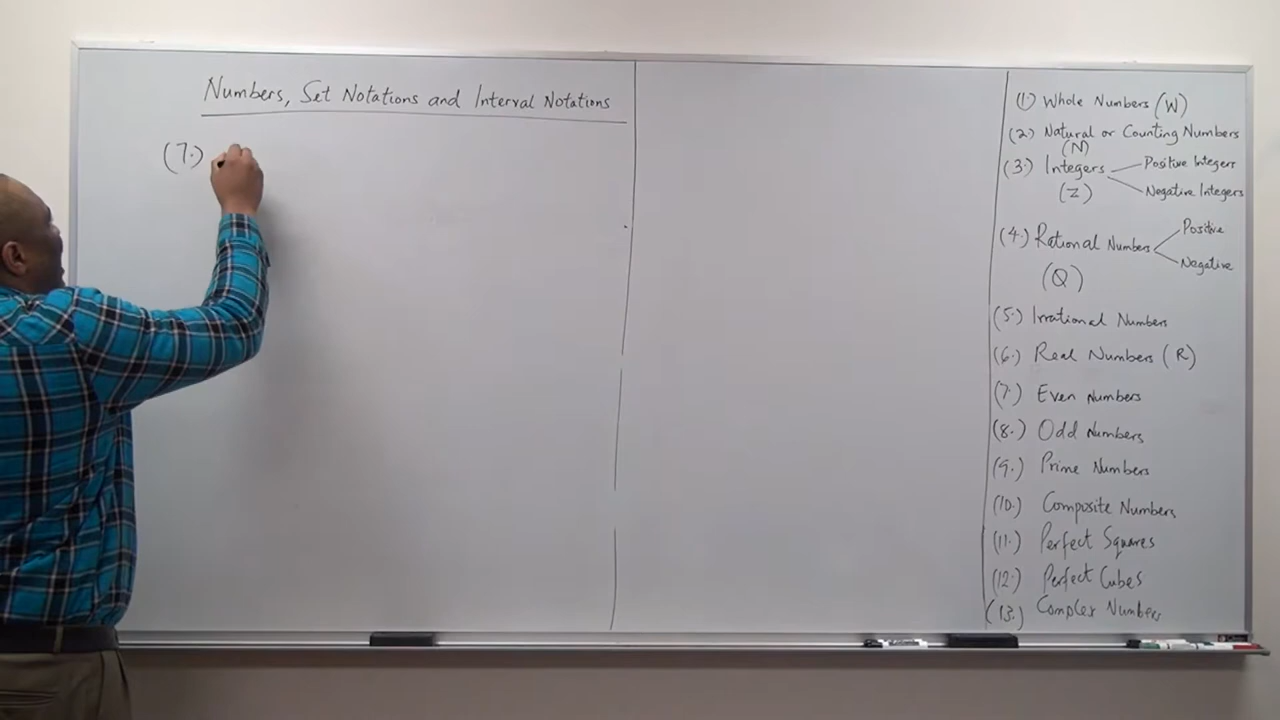 Numbers, Set Notations and Interval Notations
(7.)
(1) Whole Numbers (W)
(2.) Natural or Counting Numbers
(N)
(3.) Integers
Positive Integers
Negative Integers
(Z)
(4.) Rational Numbers
Positive
Negative
(Q)
(5.) Irrational Numbers
(6.) Real Numbers (R)
(7.) Even Numbers
(8.) Odd Numbers
(9.) Prime Numbers
(10.) Composite Numbers
(11.) Perfect Squares
(12.) Perfect Cubes
(13.) Complex Numbers